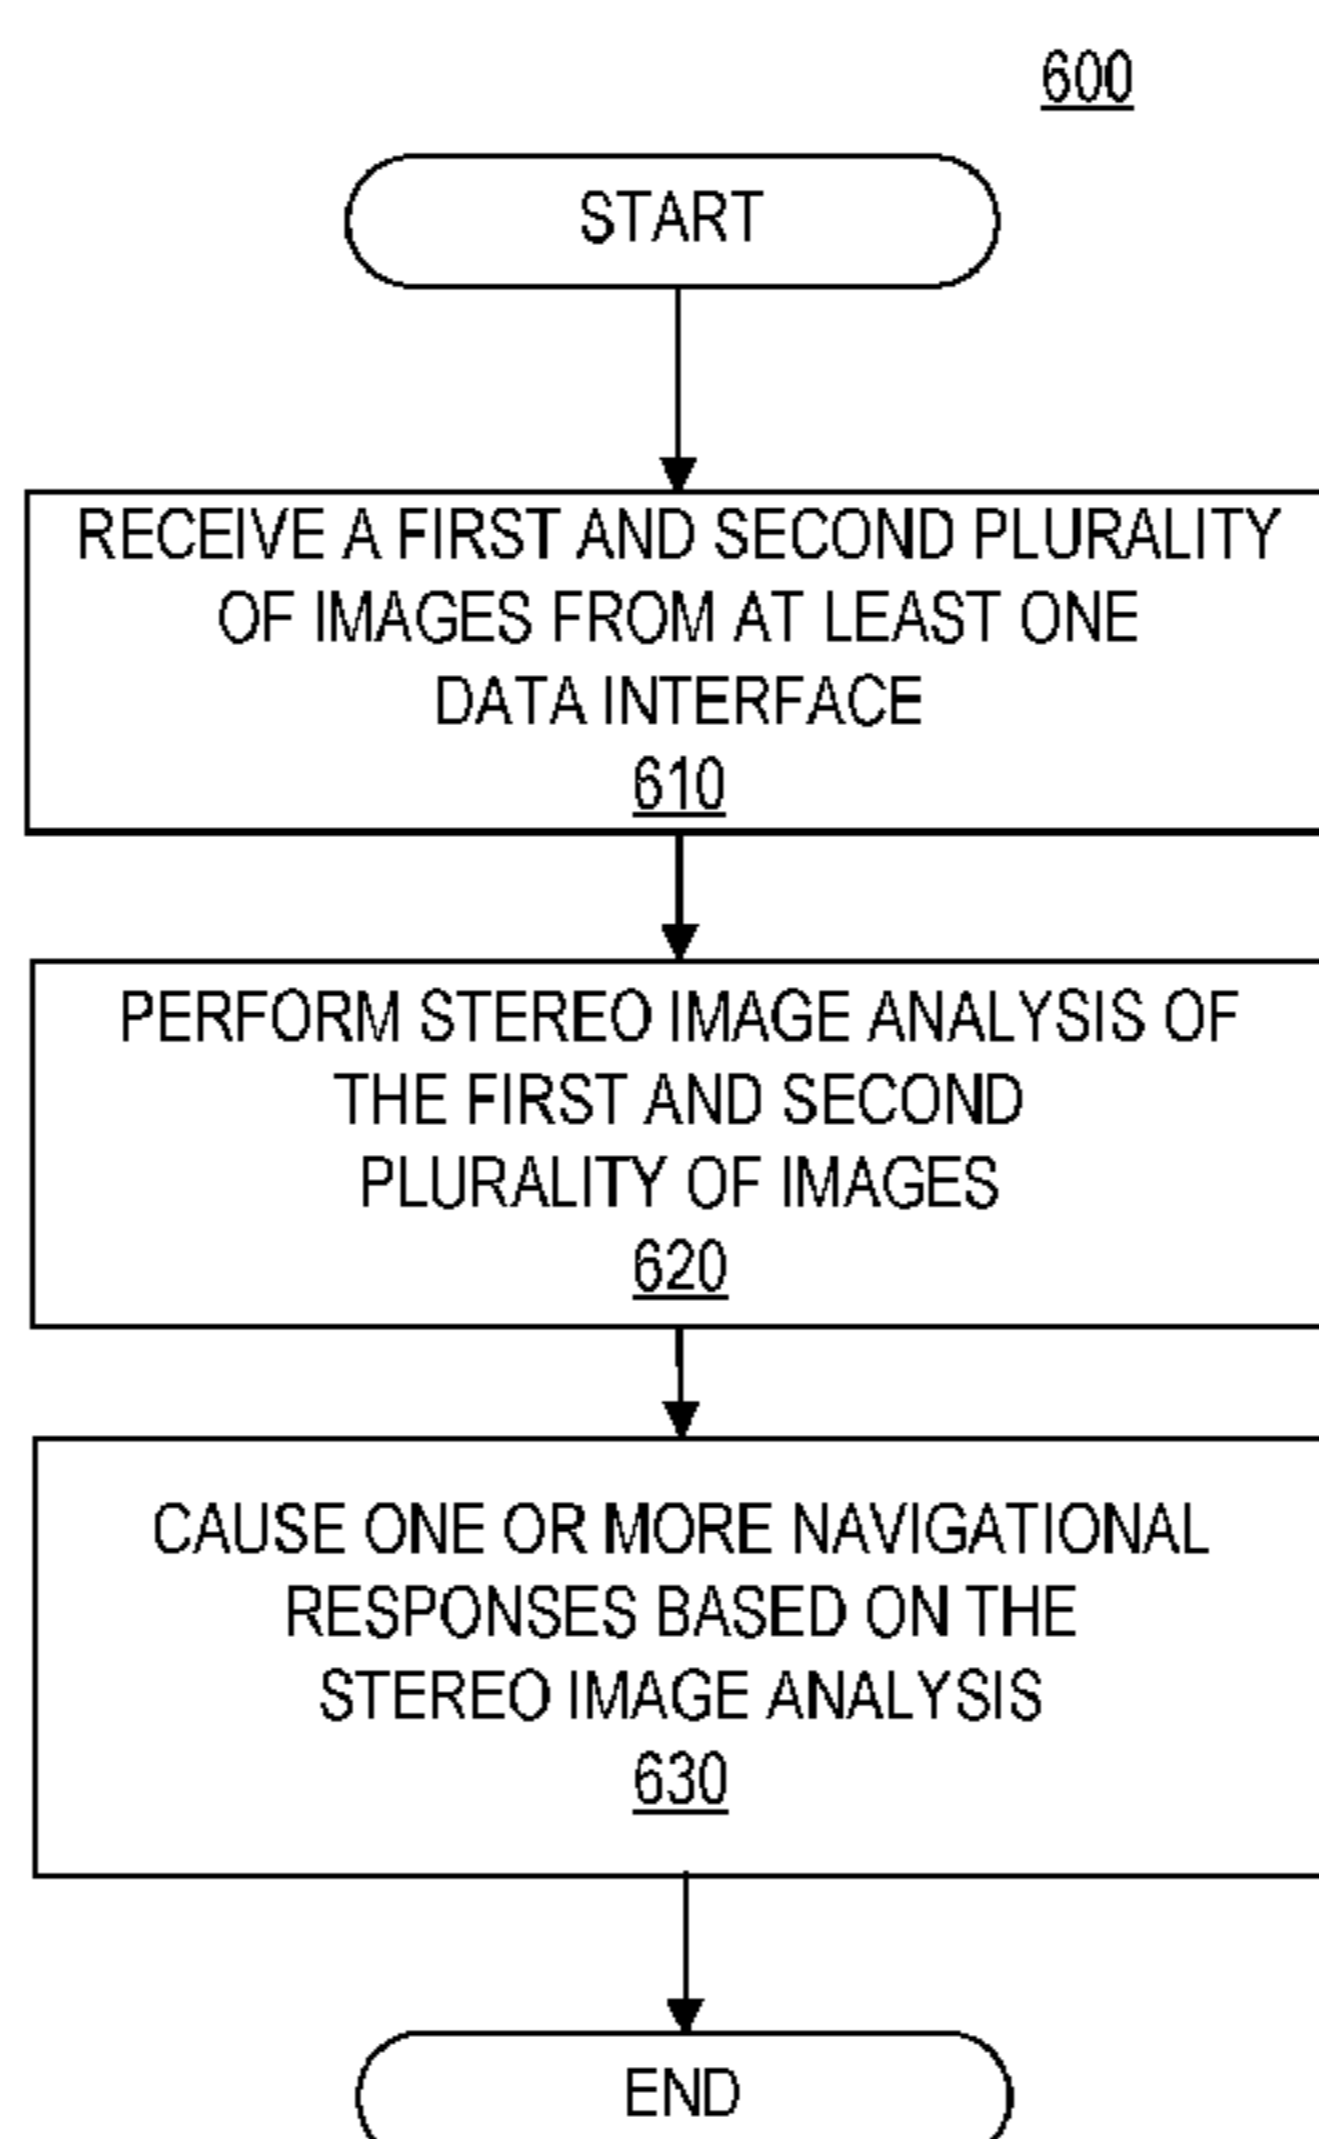 600
START
RECEIVE A FIRST AND SECOND PLURALITY
OF IMAGES FROM AT LEAST ONE
DATA INTERFACE
610
PERFORM STEREO IMAGE ANALYSIS OF
THE FIRST AND SECOND
PLURALITY OF IMAGES
620
CAUSE ONE OR MORE NAVIGATIONAL
RESPONSES BASED ON THE
STEREO IMAGE ANALYSIS
630
END